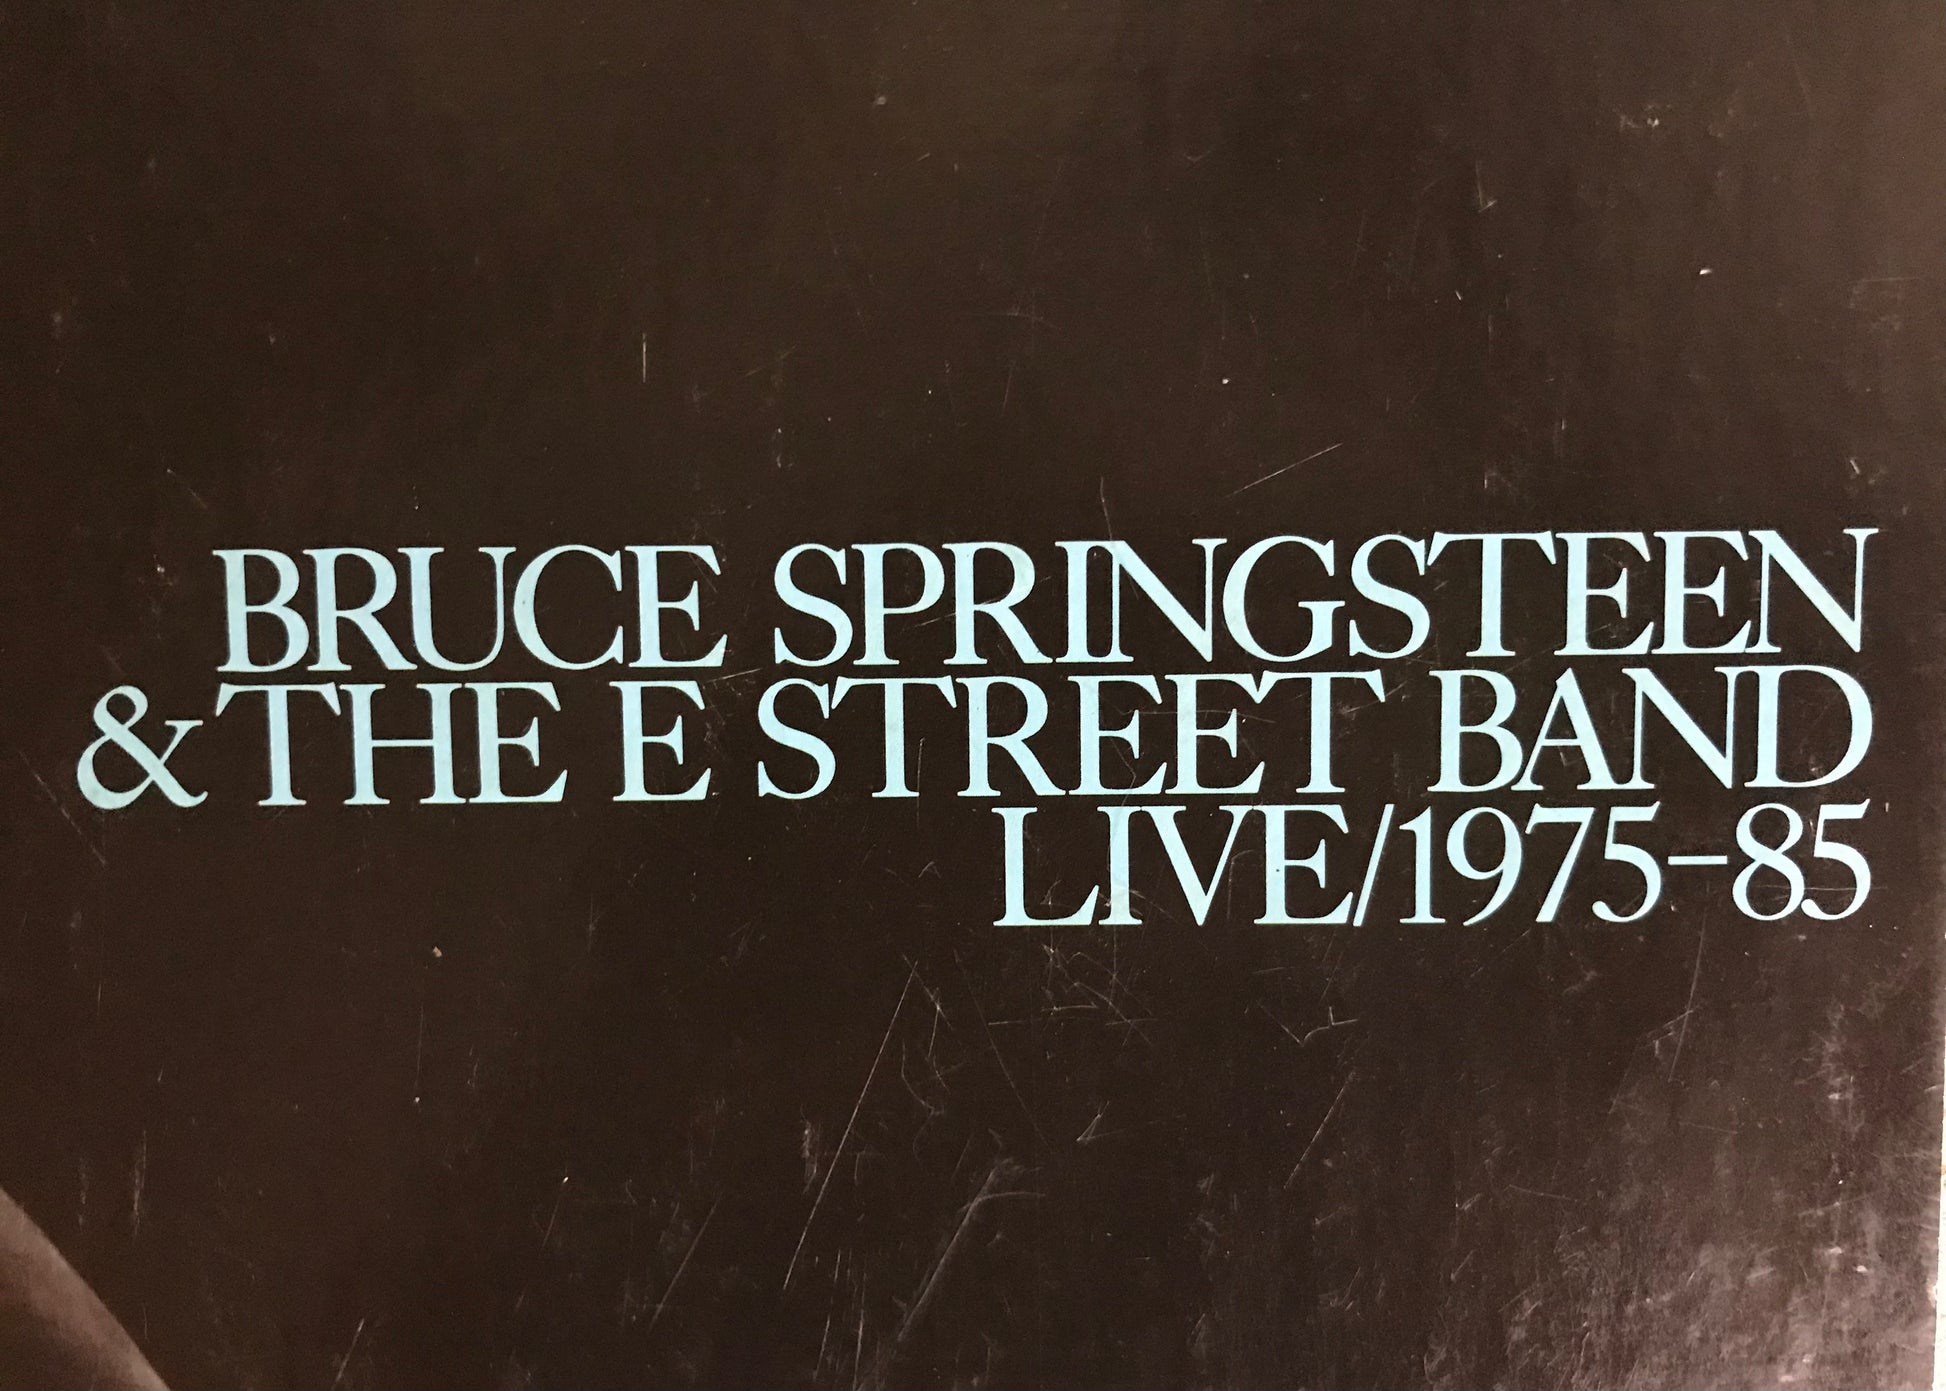 BRUCE SPRINGSTEEN
& THE E STREET BAND
LIVE/1975–85